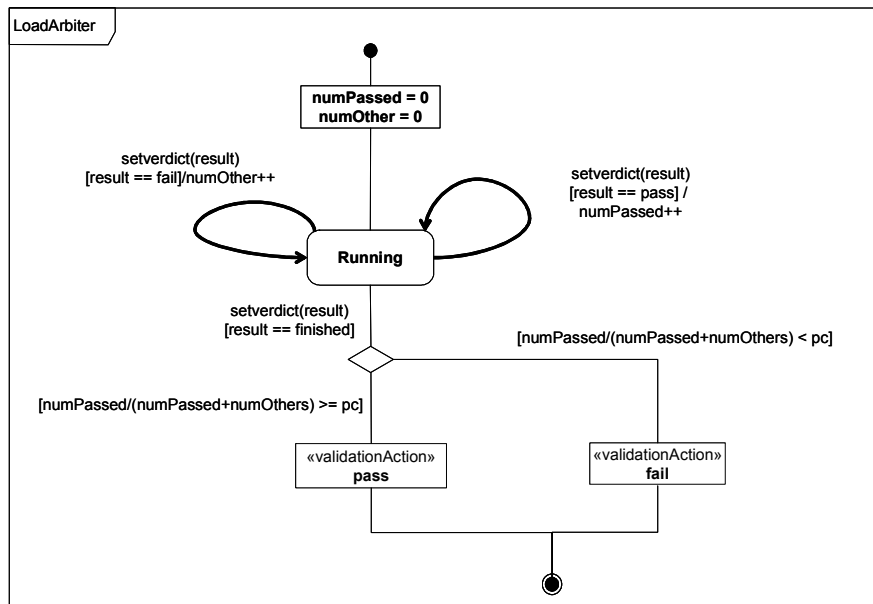 LoadArbiter
numPassed = 0
numOther = 0
setverdict(result)
[result == fail]/numOther++
setverdict(result)
[result == pass] /
numPassed++
Running
setverdict(result)
[result == finished]
[numPassed/(numPassed+numOthers) < pc]
[numPassed/(numPassed+numOthers) >= pc]
«validationAction»
pass
«validationAction»
fail